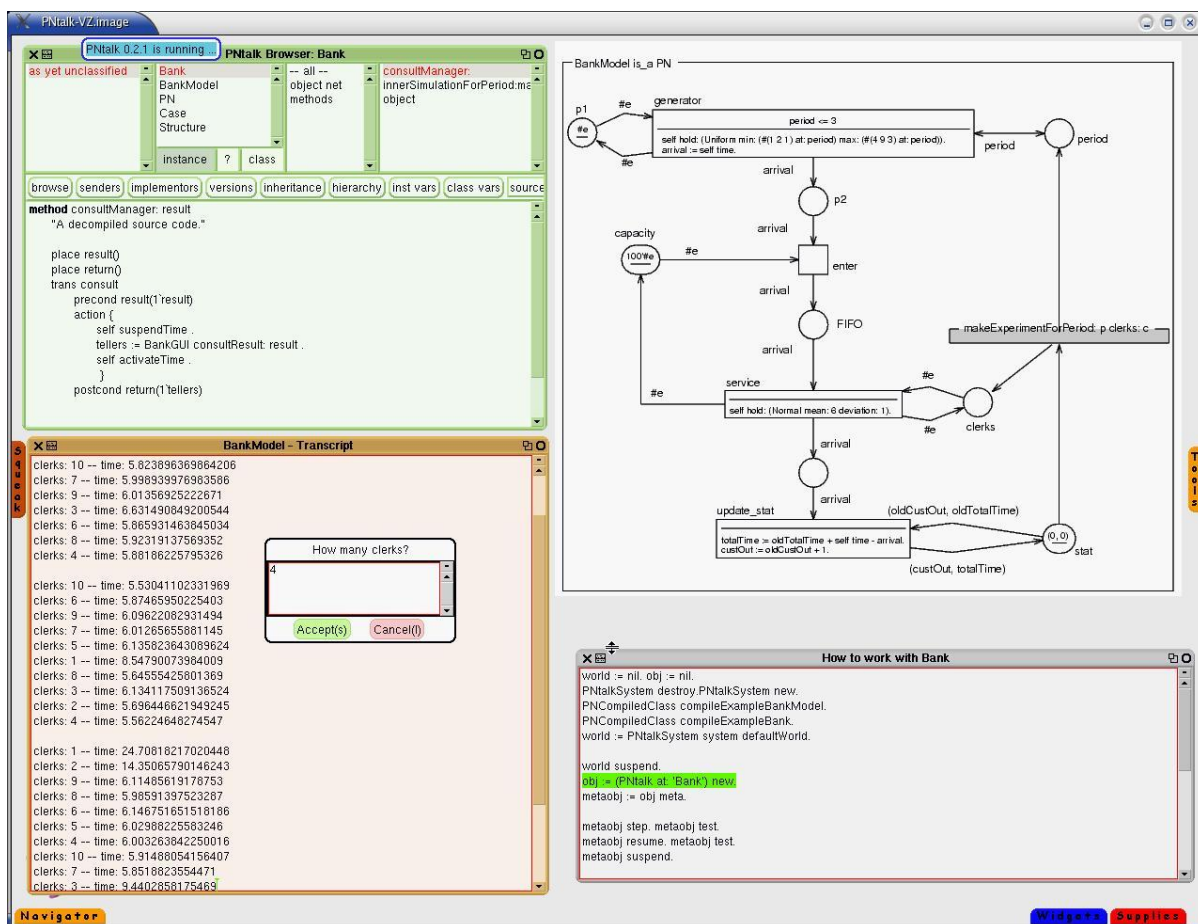 PNtalk-VZ.image
PNtalk 0.2.1 is running ...
PNtalk Browser: Bank
as yet unclassified
Bank
BankModel
PN
Case
Structure
instance ? class
-- all --
object net
methods
consultManager:
innerSimulationForPeriod:ma
object
browse senders implementors versions inheritance hierarchy inst vars class vars source
method consultManager: result
"A decompiled source code."
place result()
place return()
trans consult
precond result(1`result)
action {
self suspendTime .
tellers := BankGUI consultResult: result .
self activateTime .
}
postcond return(1`tellers)
BankModel is_a PN
p1
#e
#e
#e
generator
period <= 3
self hold: (Uniform min: (#(1 2 1) at: period) max: (#(4 9 3) at: period)).
arrival := self time.
period
period
arrival
p2
arrival
capacity
100`#e
#e
enter
arrival
FIFO
makeExperimentForPeriod: p clerks: c
arrival
service
#e
#e
self hold: (Normal mean: 6 deviation: 1).
#e
clerks
arrival
arrival
update_stat
(oldCustOut, oldTotalTime)
totalTime := oldTotalTime + self time - arrival.
custOut := oldCustOut + 1.
(0, 0)
stat
(custOut, totalTime)
Squeak
Tools
BankModel - Transcript
clerks: 10 -- time: 5.823896369864206
clerks: 7 -- time: 5.998939976983586
clerks: 9 -- time: 6.01356925222671
clerks: 3 -- time: 6.631490849200544
clerks: 6 -- time: 5.865931463845034
clerks: 8 -- time: 5.92319137569352
clerks: 4 -- time: 5.88186225795326
clerks: 10 -- time: 5.53041102331969
clerks: 6 -- time: 5.87465950225403
clerks: 9 -- time: 6.09622082931494
clerks: 7 -- time: 6.01265655881145
clerks: 5 -- time: 6.135823643089624
clerks: 1 -- time: 8.54790073984009
clerks: 8 -- time: 5.64555425801369
clerks: 3 -- time: 6.134117509136524
clerks: 2 -- time: 5.696446621949245
clerks: 4 -- time: 5.56224648274547
clerks: 1 -- time: 24.70818217020448
clerks: 2 -- time: 14.35065790146243
clerks: 9 -- time: 6.11485619178753
clerks: 8 -- time: 5.98591397523287
clerks: 6 -- time: 6.146751651518186
clerks: 5 -- time: 6.02988225583246
clerks: 4 -- time: 6.003263842250016
clerks: 10 -- time: 5.91488054156407
clerks: 7 -- time: 5.8518823554471
clerks: 3 -- time: 9.4402858175469
How many clerks?
4
Accept(s) Cancel(l)
How to work with Bank
world := nil. obj := nil.
PNtalkSystem destroy.PNtalkSystem new.
PNCompiledClass compileExampleBankModel.
PNCompiledClass compileExampleBank.
world := PNtalkSystem system defaultWorld.
world suspend.
obj := (PNtalk at: 'Bank') new.
metaobj := obj meta.
metaobj step. metaobj test.
metaobj resume. metaobj test.
metaobj suspend.
Navigator
Widgets
Supplies